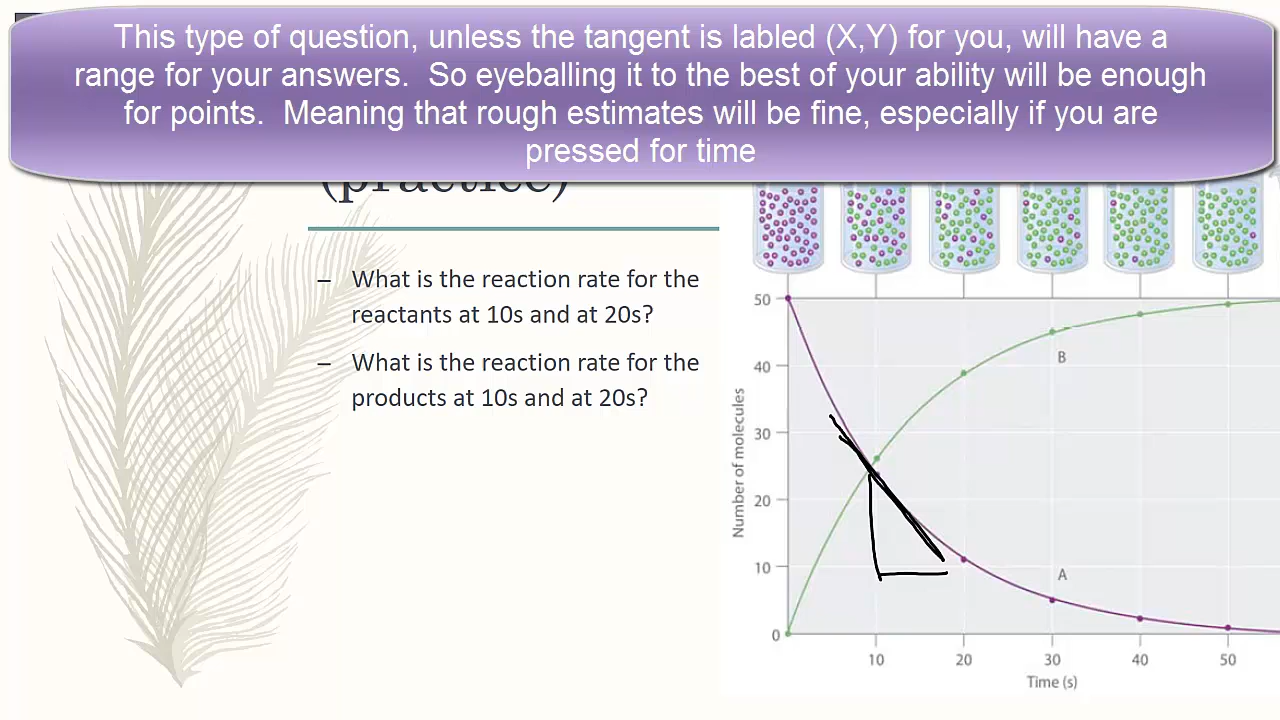 This type of question, unless the tangent is labled (X,Y) for you, will have a
range for your answers.  So eyeballing it to the best of your ability will be enough
for points.  Meaning that rough estimates will be fine, especially if you are
pressed for time
(practice)
– What is the reaction rate for the
reactants at 10s and at 20s?
– What is the reaction rate for the
products at 10s and at 20s?
50
40
30
20
10
0
Number of molecules
B
A
10 20 30 40 50
Time (s)